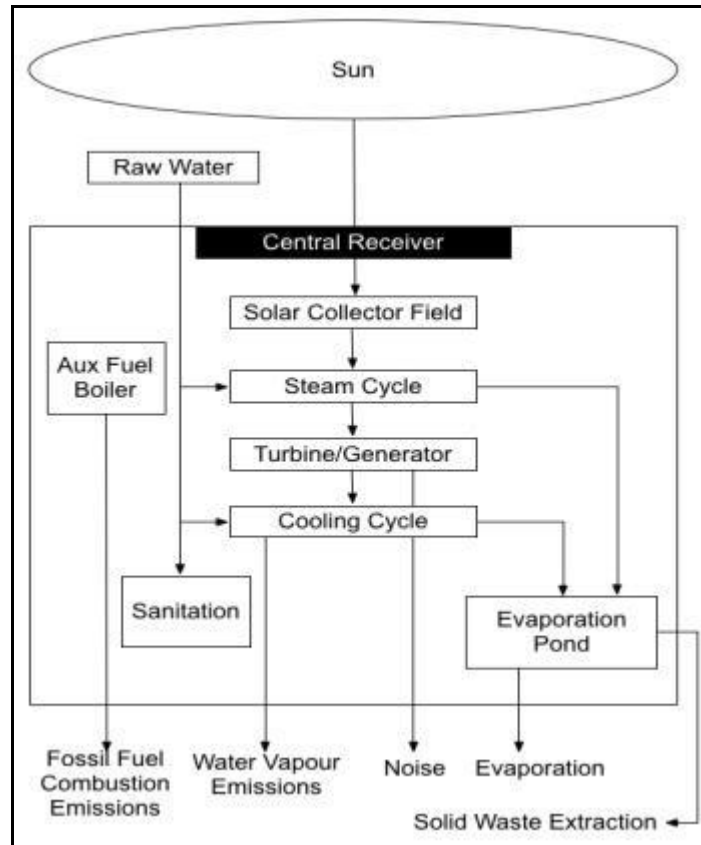 Sun
Raw Water
Central Receiver
Solar Collector Field
Aux Fuel
Boiler
Steam Cycle
Turbine/Generator
Cooling Cycle
Sanitation
Evaporation
Pond
Fossil Fuel
Combustion
Emissions
Water Vapour
Emissions
Noise
Evaporation
Solid Waste Extraction